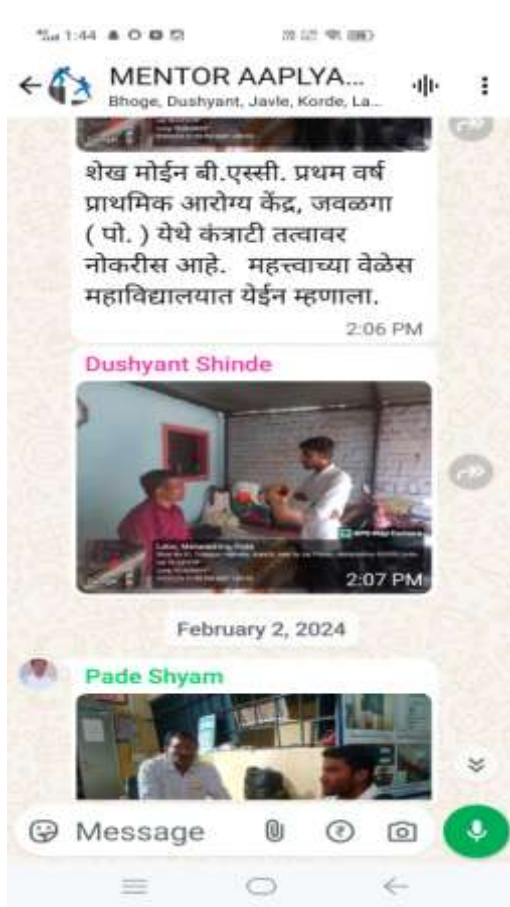 1:44
MENTOR AAPLYA...
Bhoge, Dushyant, Javle, Korde, La...
शेख मोईन बी.एस्सी. प्रथम वर्ष
प्राथमिक आरोग्य केंद्र, जवळगा
( पो. ) येथे कंत्राटी तत्वावर
नोकरीस आहे. महत्त्वाच्या वेळेस
महाविद्यालयात येईन म्हणाला.
2:06 PM
Dushyant Shinde
2:07 PM
February 2, 2024
Pade Shyam
Message